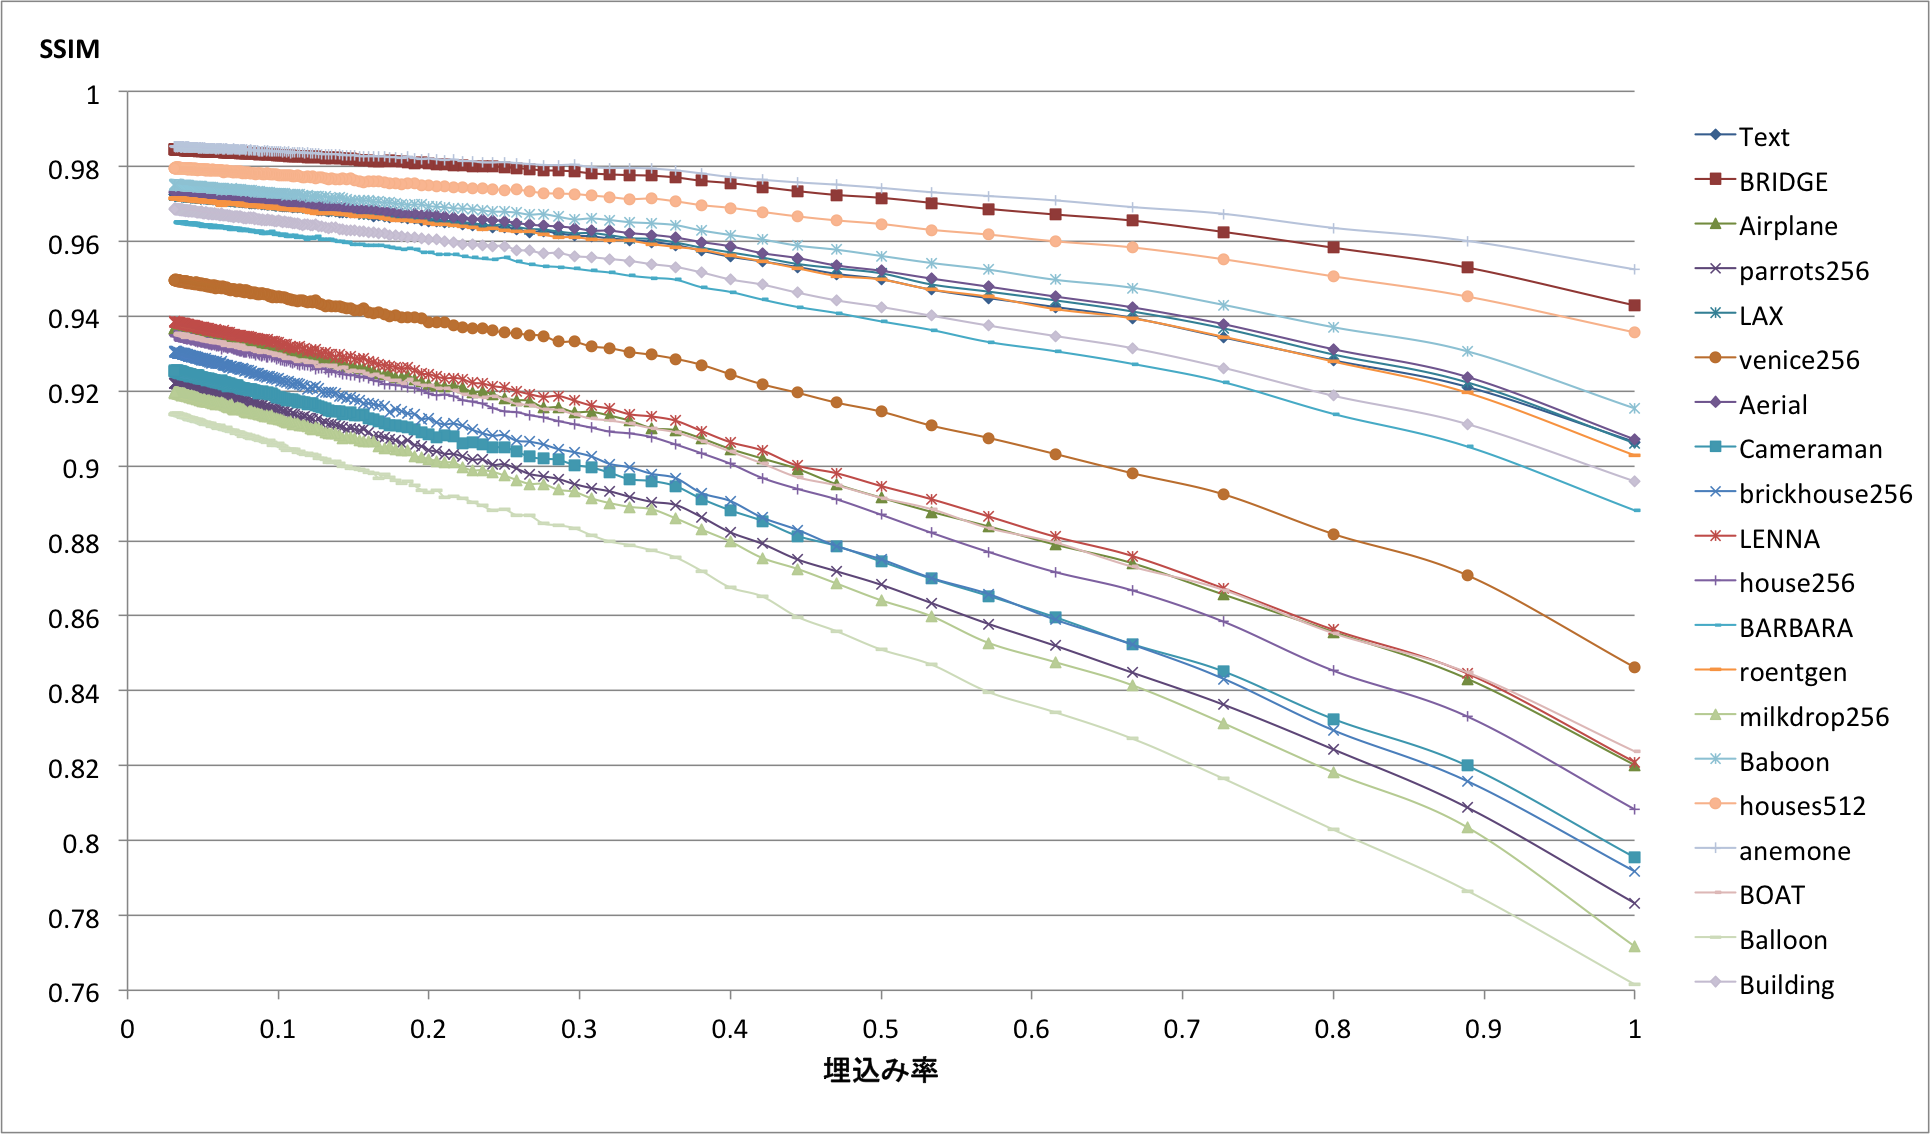 SSIM
1
0.98
0.96
0.94
0.92
0.9
0.88
0.86
0.84
0.82
0.8
0.78
0.76
0 0.1 0.2 0.3 0.4 0.5 0.6 0.7 0.8 0.9 1
埋込み率
Text
BRIDGE
Airplane
parrots256
LAX
venice256
Aerial
Cameraman
brickhouse256
LENNA
house256
BARBARA
roentgen
milkdrop256
Baboon
houses512
anemone
BOAT
Balloon
Building